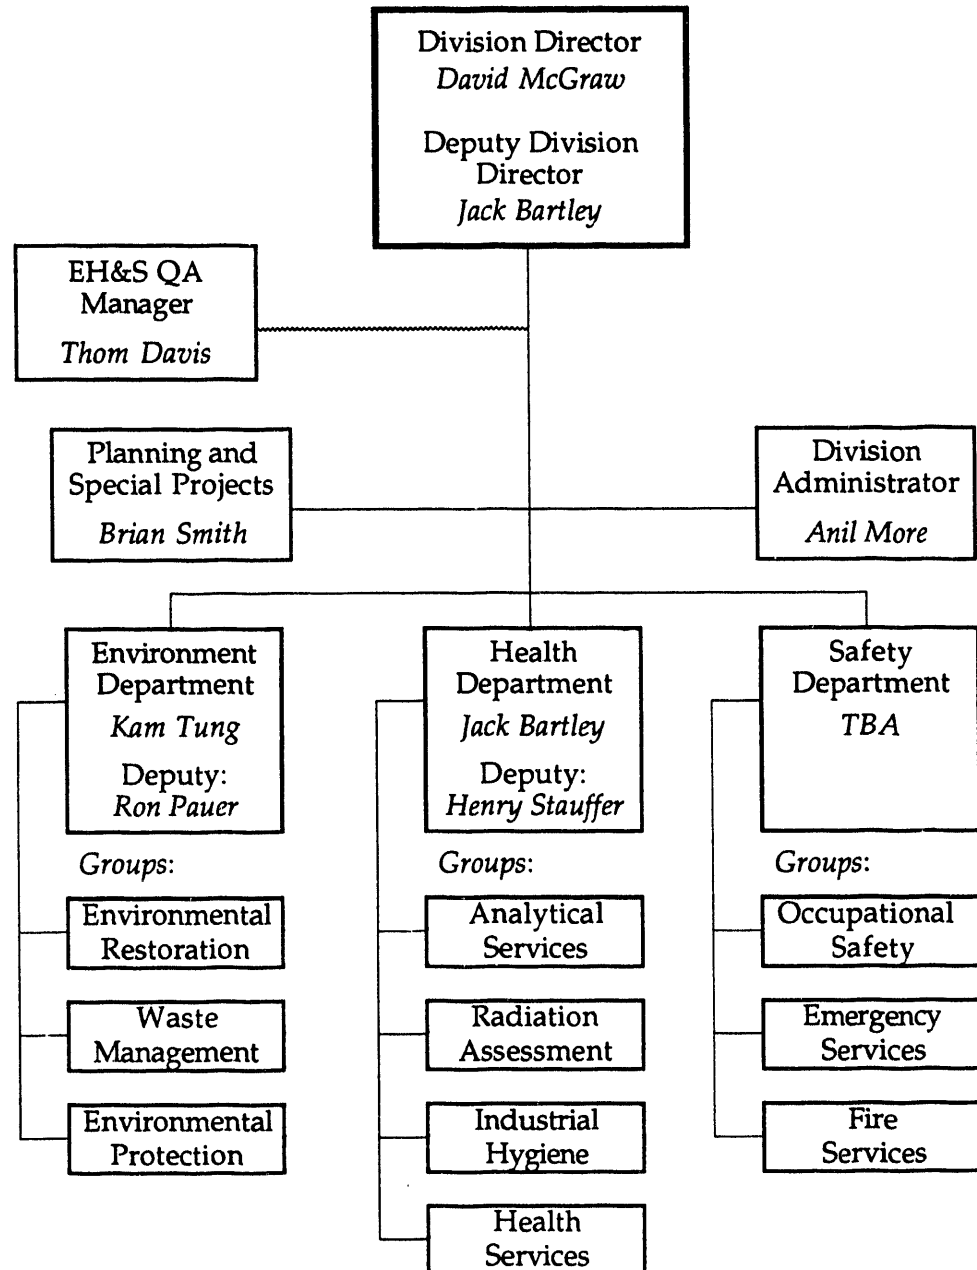 Division Director
David McGraw
Deputy Division
Director
Jack Bartley
EH&S QA
Manager
Thom Davis
Planning and
Special Projects
Brian Smith
Division
Administrator
Anil More
Environment
Department
Kam Tung
Deputy:
Ron Pauer
Groups:
Environmental
Restoration
Waste
Management
Environmental
Protection
Health
Department
Jack Bartley
Deputy:
Henry Stauffer
Groups:
Analytical
Services
Radiation
Assessment
Industrial
Hygiene
Health
Services
Safety
Department
TBA
Groups:
Occupational
Safety
Emergency
Services
Fire
Services